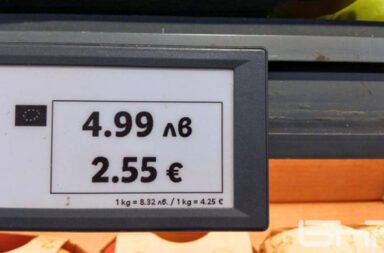 4.99 лв
2.55 €
1 kg = 8.32 лв. / 1 kg = 4.25 €